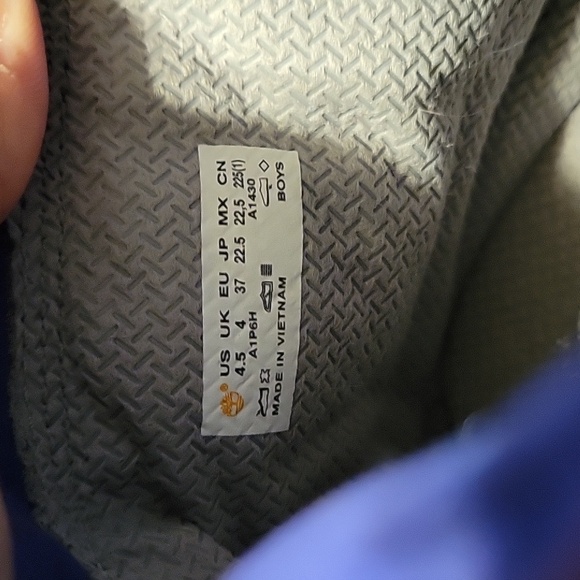 US UK EU JP MX CN
4.5 4 37 22.5 22,5 225(1)
A1P6H A1430
MADE IN VIETNAM BOYS